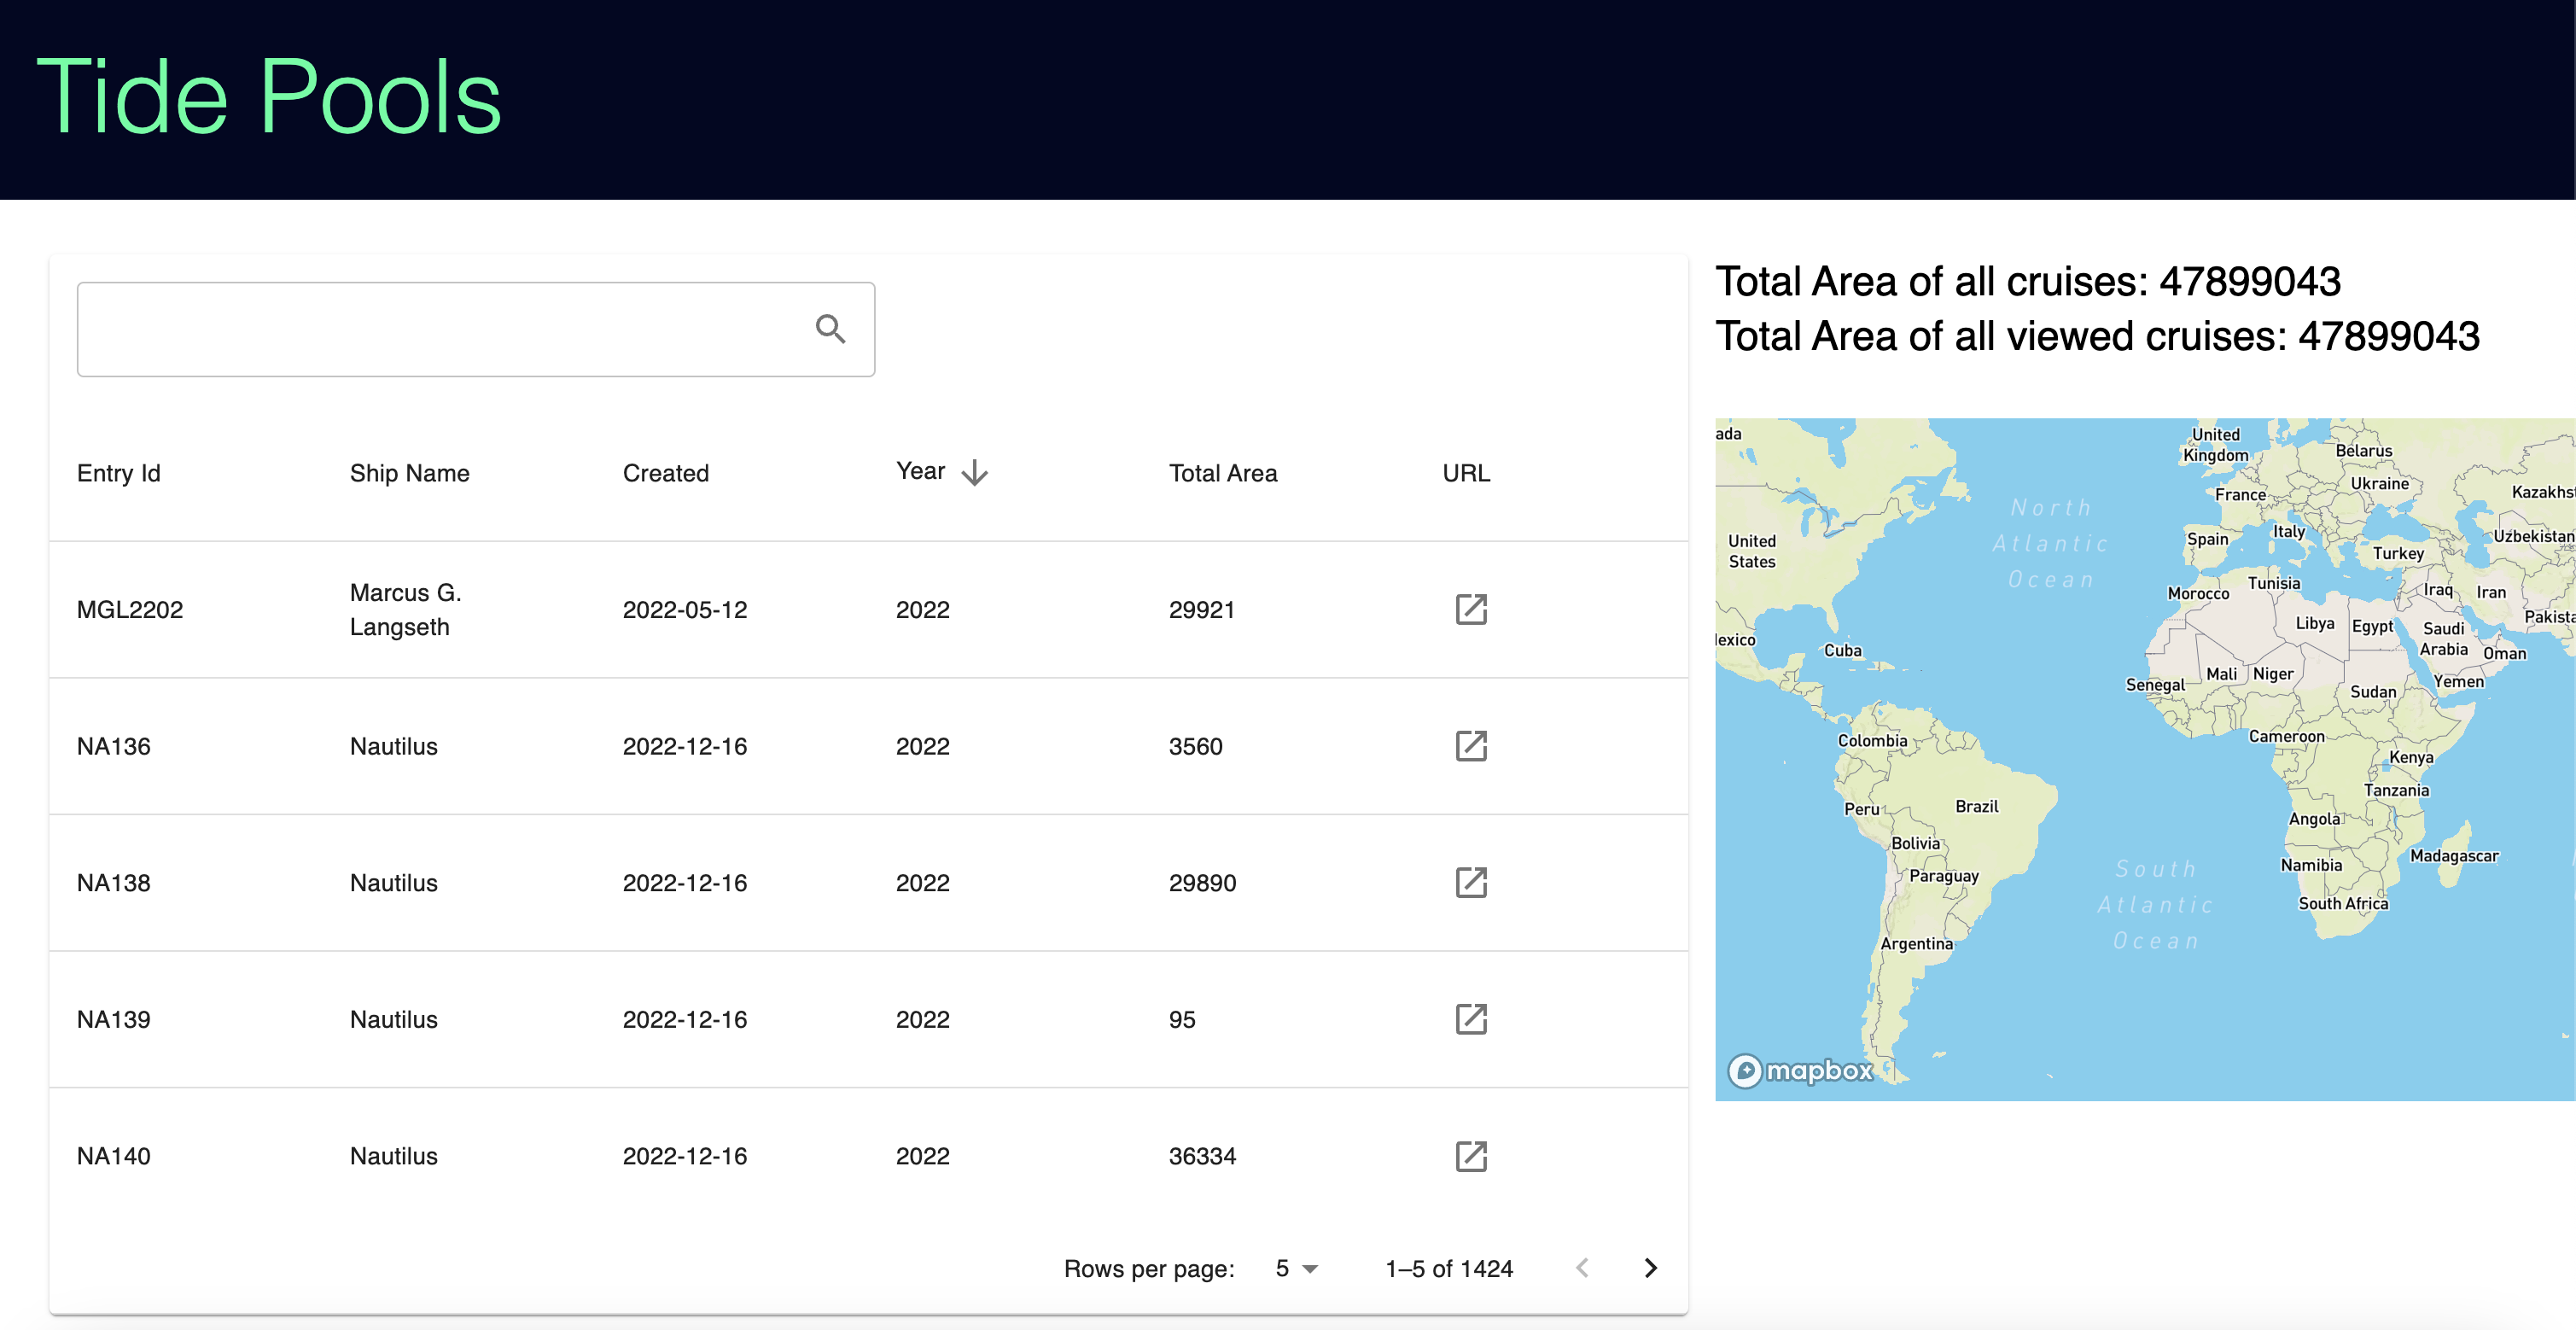 Tide Pools
Total Area of all cruises: 47899043
Total Area of all viewed cruises: 47899043
Entry Id Ship Name Created Year Total Area URL
MGL2202 Marcus G. Langseth 2022-05-12 2022 29921
NA136 Nautilus 2022-12-16 2022 3560
NA138 Nautilus 2022-12-16 2022 29890
NA139 Nautilus 2022-12-16 2022 95
NA140 Nautilus 2022-12-16 2022 36334
Rows per page: 5 1–5 of 1424
ada
United
Kingdom
Belarus
Ukraine
France
Kazakhst
United
States
North
Atlantic
Ocean
Spain
Italy
Uzbekistan
Turkey
Morocco
Tunisia
Iraq
Iran
Pakista
lexico
Cuba
Libya
Egypt
Saudi
Arabia
Oman
Senegal
Mali
Niger
Sudan
Yemen
Colombia
Cameroon
Kenya
Peru
Brazil
Tanzania
Angola
Bolivia
Paraguay
South
Atlantic
Ocean
Namibia
Madagascar
South Africa
Argentina
mapbox